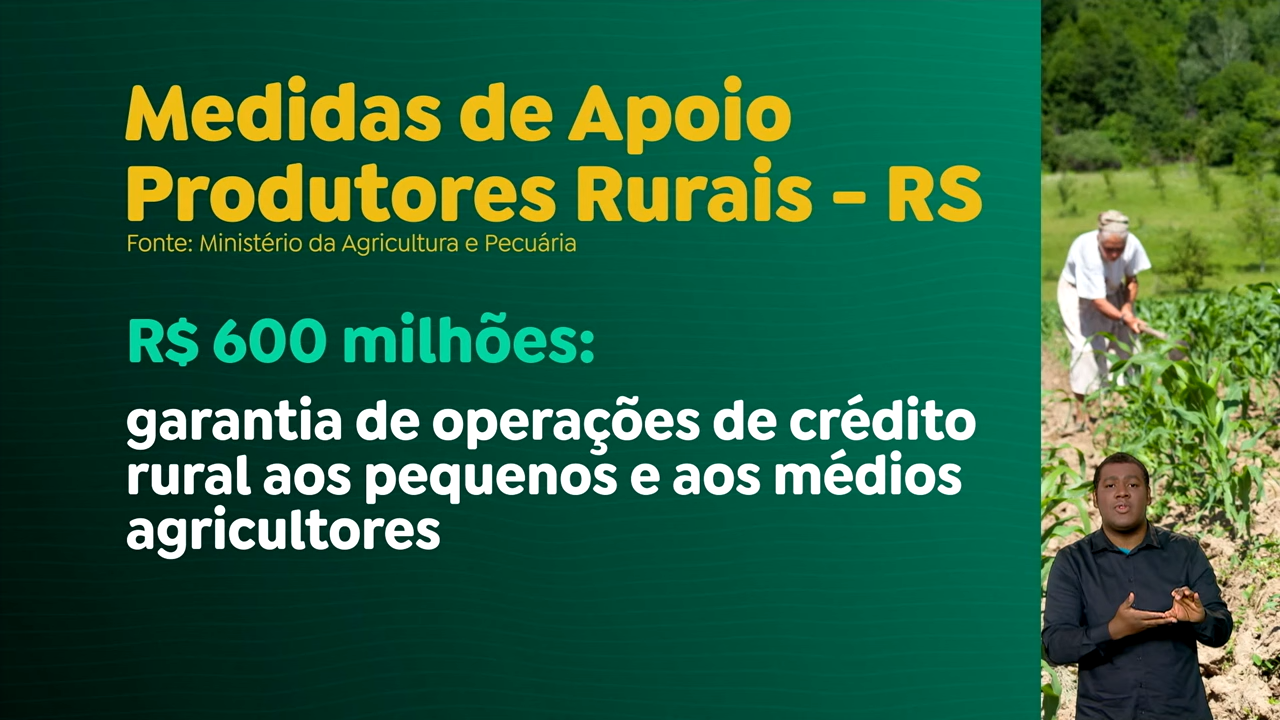 Medidas de Apoio
Produtores Rurais - RS
Fonte: Ministério da Agricultura e Pecuária
R$ 600 milhões:
garantia de operações de crédito
rural aos pequenos e aos médios
agricultores